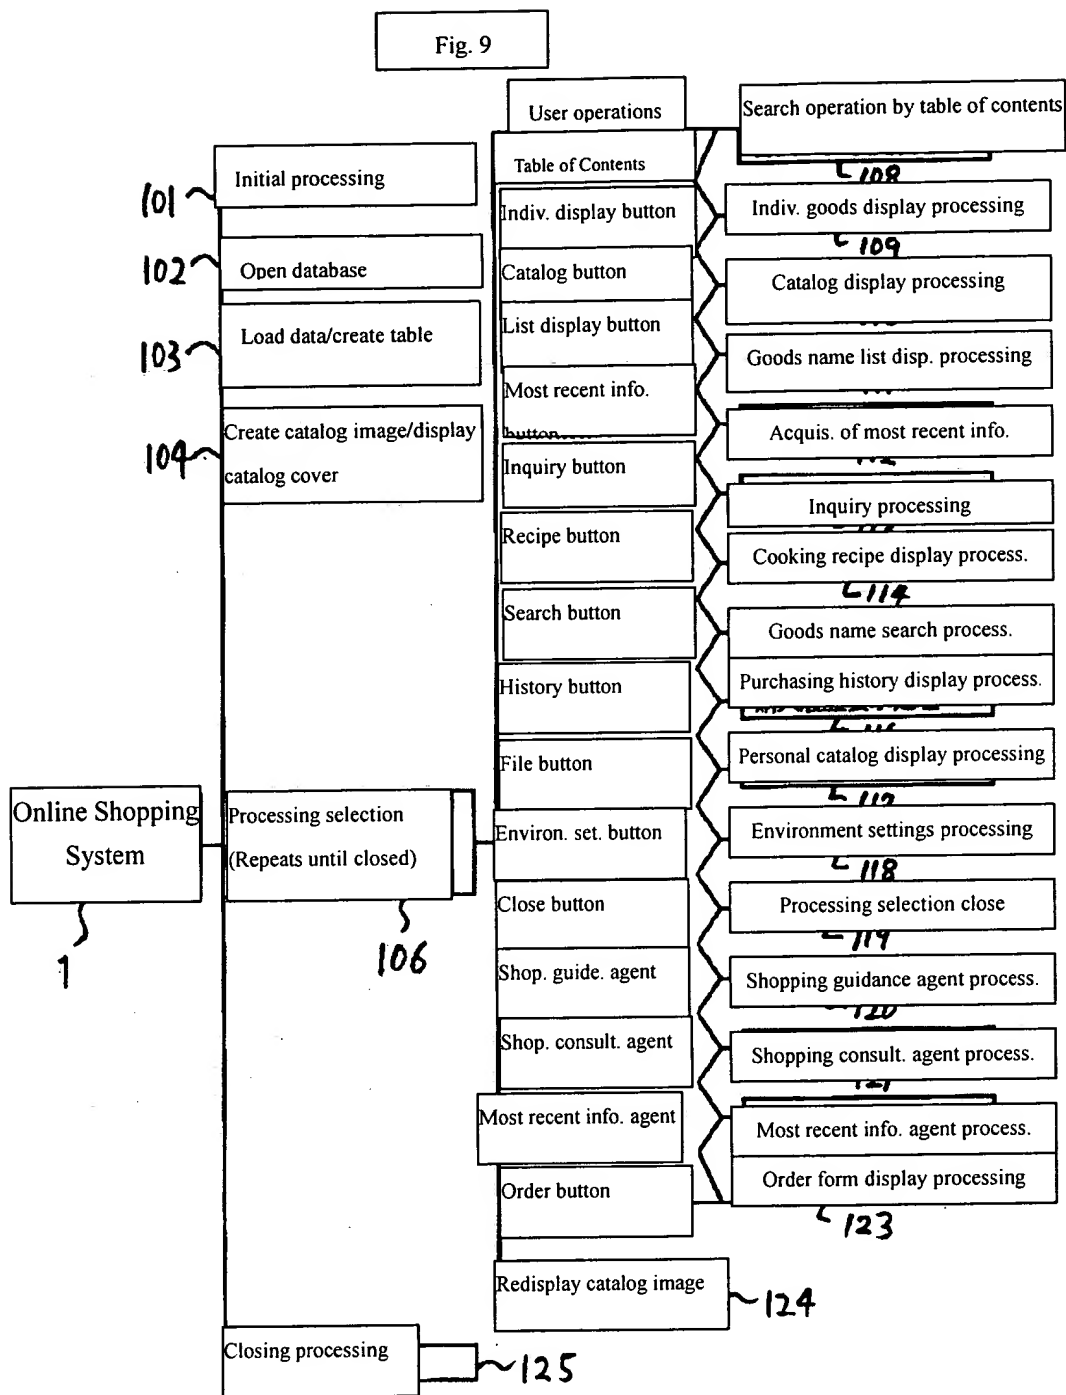 Fig. 9
User operations
Search operation by table of contents
108
Table of Contents
101
Initial processing
Indiv. display button
Indiv. goods display processing
109
102
Open database
Catalog button
Catalog display processing
103
Load data/create table
List display button
Goods name list disp. processing
Most recent info.
button
104
Create catalog image/display
catalog cover
Acquis. of most recent info.
Inquiry button
Inquiry processing
Recipe button
Cooking recipe display process.
114
Search button
Goods name search process.
History button
Purchasing history display process.
File button
Personal catalog display processing
Online Shopping
System
1
Processing selection
(Repeats until closed)
106
Environ. set. button
Environment settings processing
118
Close button
Processing selection close
119
Shop. guide. agent
Shopping guidance agent process.
120
Shop. consult. agent
Shopping consult. agent process.
121
Most recent info. agent
Most recent info. agent process.
Order button
Order form display processing
123
Redisplay catalog image
124
Closing processing
125